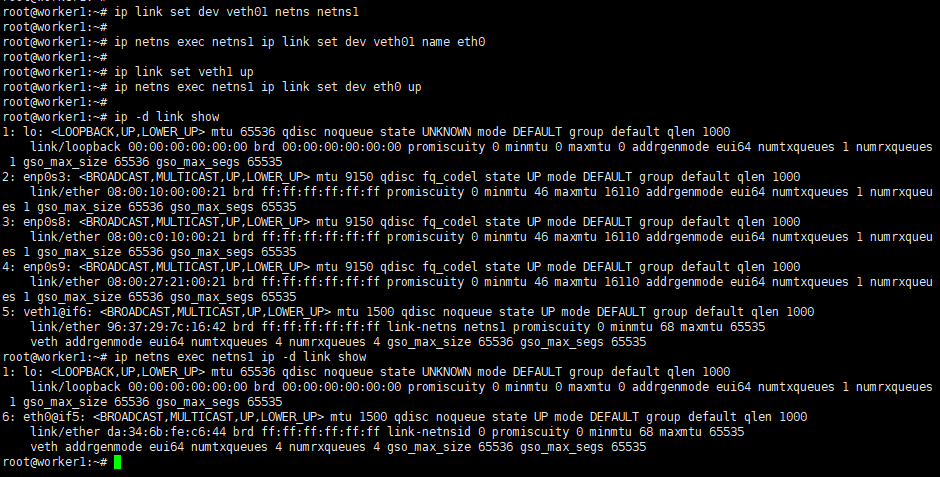 root@worker1:~# ip link set dev veth01 netns netns1
root@worker1:~#
root@worker1:~# ip netns exec netns1 ip link set dev veth01 name eth0
root@worker1:~#
root@worker1:~# ip link set veth1 up
root@worker1:~# ip netns exec netns1 ip link set dev eth0 up
root@worker1:~#
root@worker1:~# ip -d link show
1: lo: <LOOPBACK,UP,LOWER_UP> mtu 65536 qdisc noqueue state UNKNOWN mode DEFAULT group default qlen 1000
    link/loopback 00:00:00:00:00:00 brd 00:00:00:00:00:00 promiscuity 0 minmtu 0 maxmtu 0 addrgenmode eui64 numtxqueues 1 numrxqueues
 1 gso_max_size 65536 gso_max_segs 65535
2: enp0s3: <BROADCAST,MULTICAST,UP,LOWER_UP> mtu 9150 qdisc fq_codel state UP mode DEFAULT group default qlen 1000
    link/ether 08:00:10:00:00:21 brd ff:ff:ff:ff:ff:ff promiscuity 0 minmtu 46 maxmtu 16110 addrgenmode eui64 numtxqueues 1 numrxqueu
es 1 gso_max_size 65536 gso_max_segs 65535
3: enp0s8: <BROADCAST,MULTICAST,UP,LOWER_UP> mtu 9150 qdisc fq_codel state UP mode DEFAULT group default qlen 1000
    link/ether 08:00:c0:10:00:21 brd ff:ff:ff:ff:ff:ff promiscuity 0 minmtu 46 maxmtu 16110 addrgenmode eui64 numtxqueues 1 numrxqueu
es 1 gso_max_size 65536 gso_max_segs 65535
4: enp0s9: <BROADCAST,MULTICAST,UP,LOWER_UP> mtu 9150 qdisc fq_codel state UP mode DEFAULT group default qlen 1000
    link/ether 08:00:27:21:00:21 brd ff:ff:ff:ff:ff:ff promiscuity 0 minmtu 46 maxmtu 16110 addrgenmode eui64 numtxqueues 1 numrxqueu
es 1 gso_max_size 65536 gso_max_segs 65535
5: veth1@if6: <BROADCAST,MULTICAST,UP,LOWER_UP> mtu 1500 qdisc noqueue state UP mode DEFAULT group default qlen 1000
    link/ether 96:37:29:7c:16:42 brd ff:ff:ff:ff:ff:ff link-netns netns1 promiscuity 0 minmtu 68 maxmtu 65535
    veth addrgenmode eui64 numtxqueues 4 numrxqueues 4 gso_max_size 65536 gso_max_segs 65535
root@worker1:~# ip netns exec netns1 ip -d link show
1: lo: <LOOPBACK,UP,LOWER_UP> mtu 65536 qdisc noqueue state UNKNOWN mode DEFAULT group default qlen 1000
    link/loopback 00:00:00:00:00:00 brd 00:00:00:00:00:00 promiscuity 0 minmtu 0 maxmtu 0 addrgenmode eui64 numtxqueues 1 numrxqueues
 1 gso_max_size 65536 gso_max_segs 65535
6: eth0@if5: <BROADCAST,MULTICAST,UP,LOWER_UP> mtu 1500 qdisc noqueue state UP mode DEFAULT group default qlen 1000
    link/ether da:34:6b:fe:c6:44 brd ff:ff:ff:ff:ff:ff link-netnsid 0 promiscuity 0 minmtu 68 maxmtu 65535
    veth addrgenmode eui64 numtxqueues 4 numrxqueues 4 gso_max_size 65536 gso_max_segs 65535
root@worker1:~#